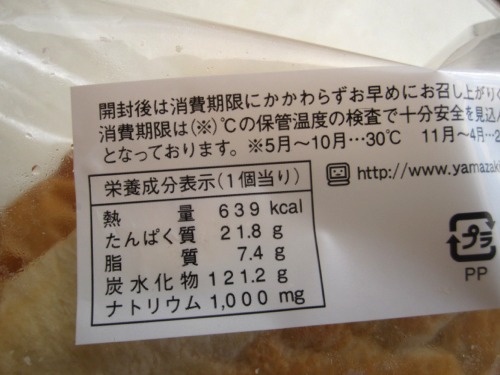 開封後は消費期限にかかわらずお早めにお召し上がり
消費期限は(※)℃の保管温度の検査で十分安全を見込
となっております。※5月〜10月…30℃ 11月〜4月…2
栄養成分表示(1個当り)
http://www.yamazak
熱量 639 kcal
たんぱく質 21.8 g
脂質 7.4 g
炭水化物 121.2 g
ナトリウム 1,000 mg
プラ
PP